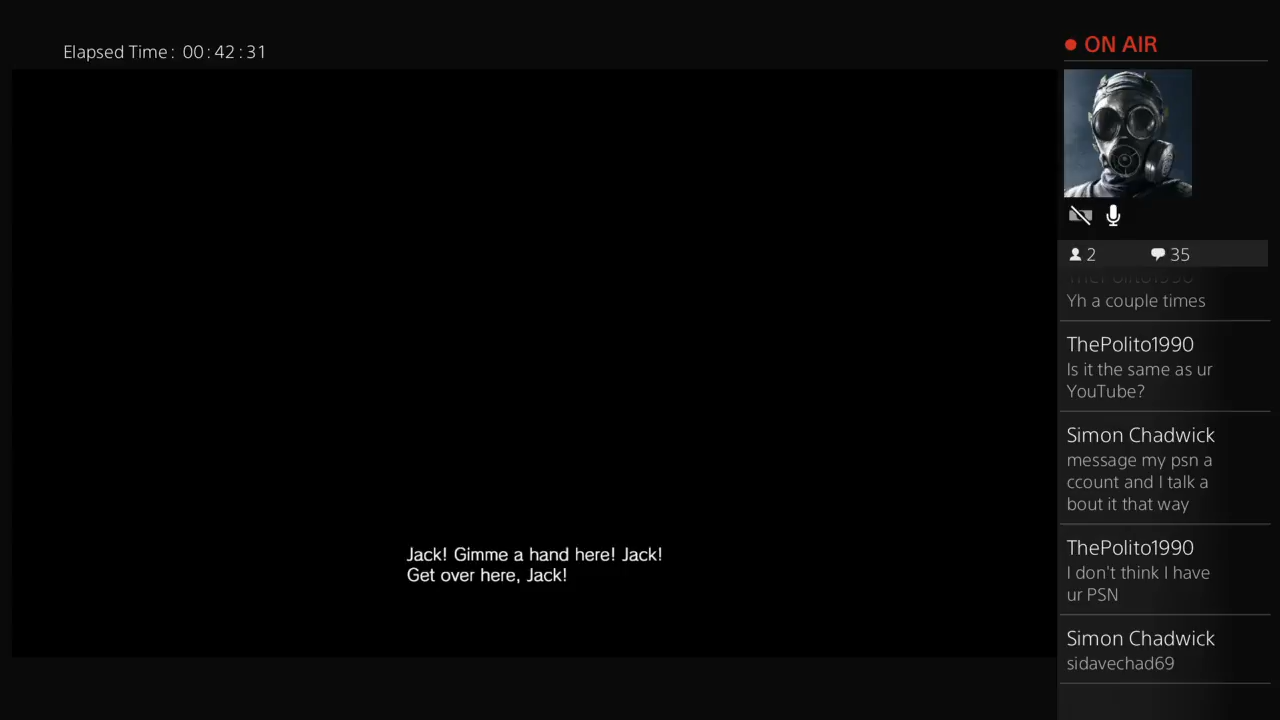 Elapsed Time: 00:42:31
ON AIR
2
35
ThePolito1990
Yh a couple times
ThePolito1990
Is it the same as ur
YouTube?
Simon Chadwick
message my psn a
ccount and I talk a
bout it that way
ThePolito1990
I don't think I have
ur PSN
Simon Chadwick
sidavechad69
Jack! Gimme a hand here! Jack!
Get over here, Jack!